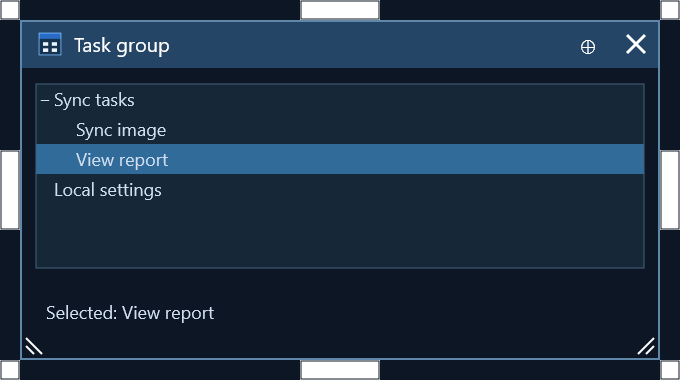 Task group
– Sync tasks
Sync image
View report
Local settings
Selected: View report